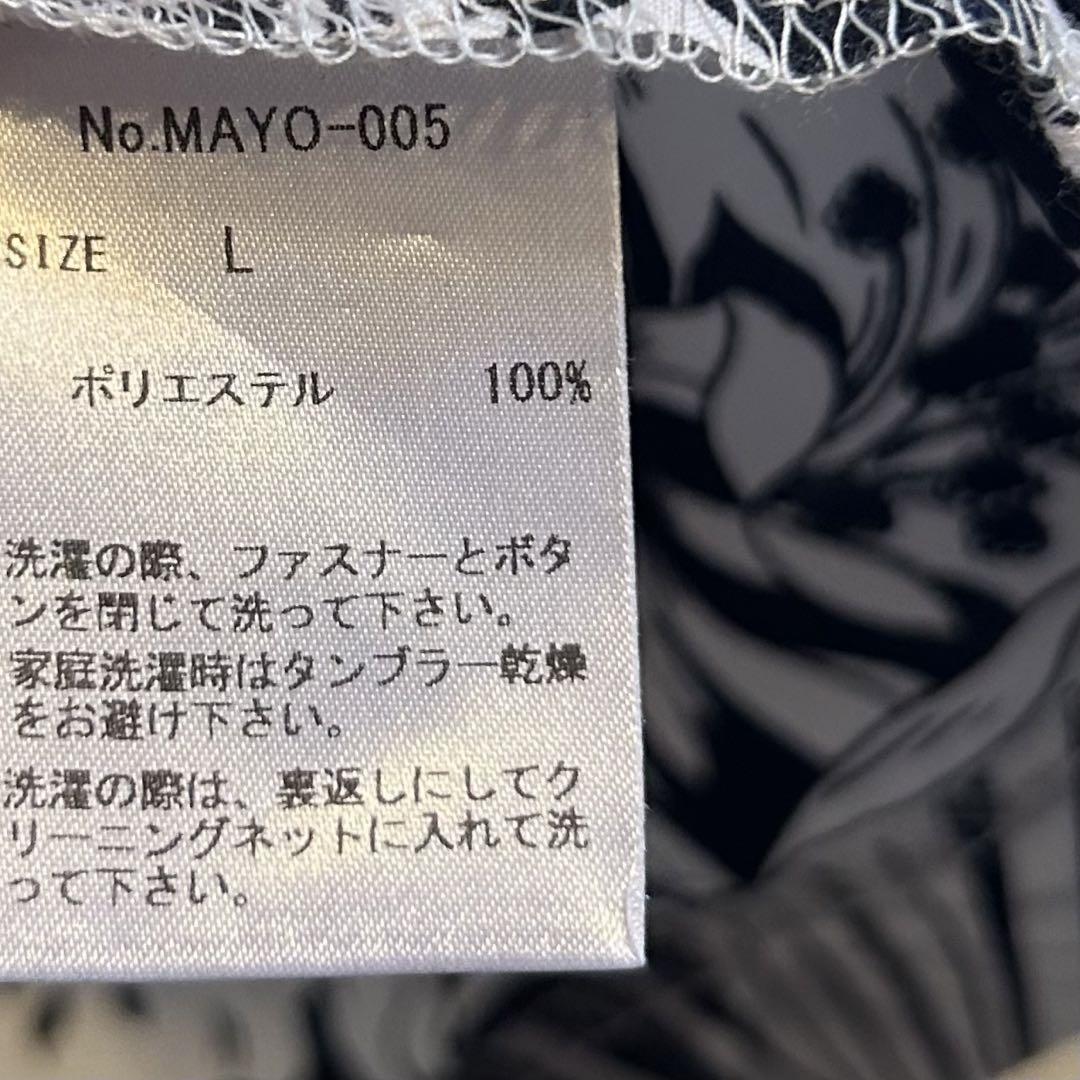 No.MAYO-005
SIZE L
ポリエステル 100%
洗濯の際、ファスナーとボタ
ンを閉じて洗って下さい。
家庭洗濯時はタンブラー乾燥
をお避け下さい。
洗濯の際は、裏返しにしてク
リーニングネットに入れて洗
って下さい。